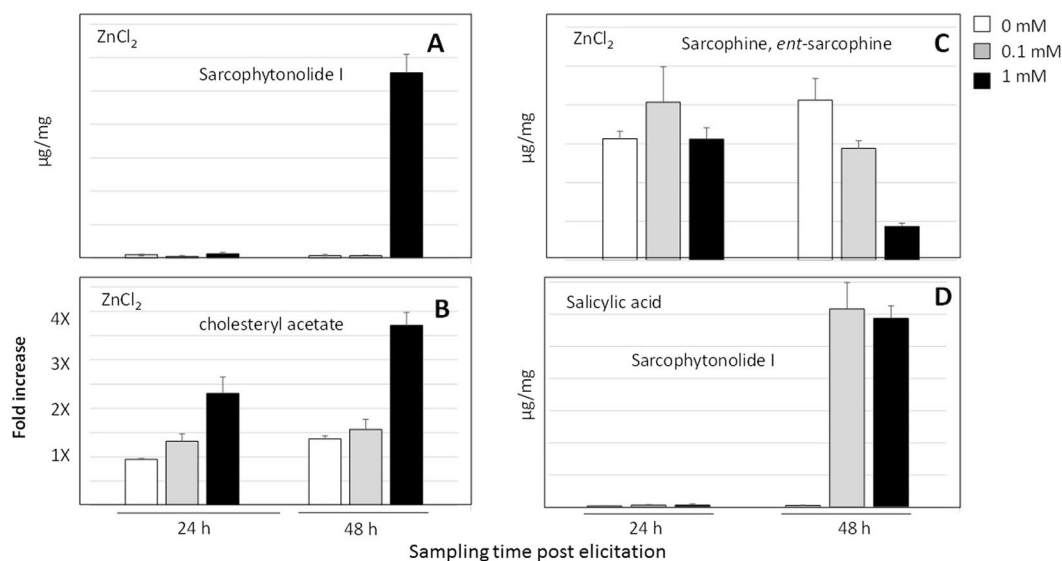 ZnCl2
A
Sarcophytonolide I
µg/mg
ZnCl2
B
cholesteryl acetate
Fold increase
4X
3X
2X
1X
24 h
48 h
ZnCl2
C
Sarcophine, ent-sarcophine
µg/mg
0 mM
0.1 mM
1 mM
Salicylic acid
D
Sarcophytonolide I
µg/mg
24 h
48 h
Sampling time post elicitation